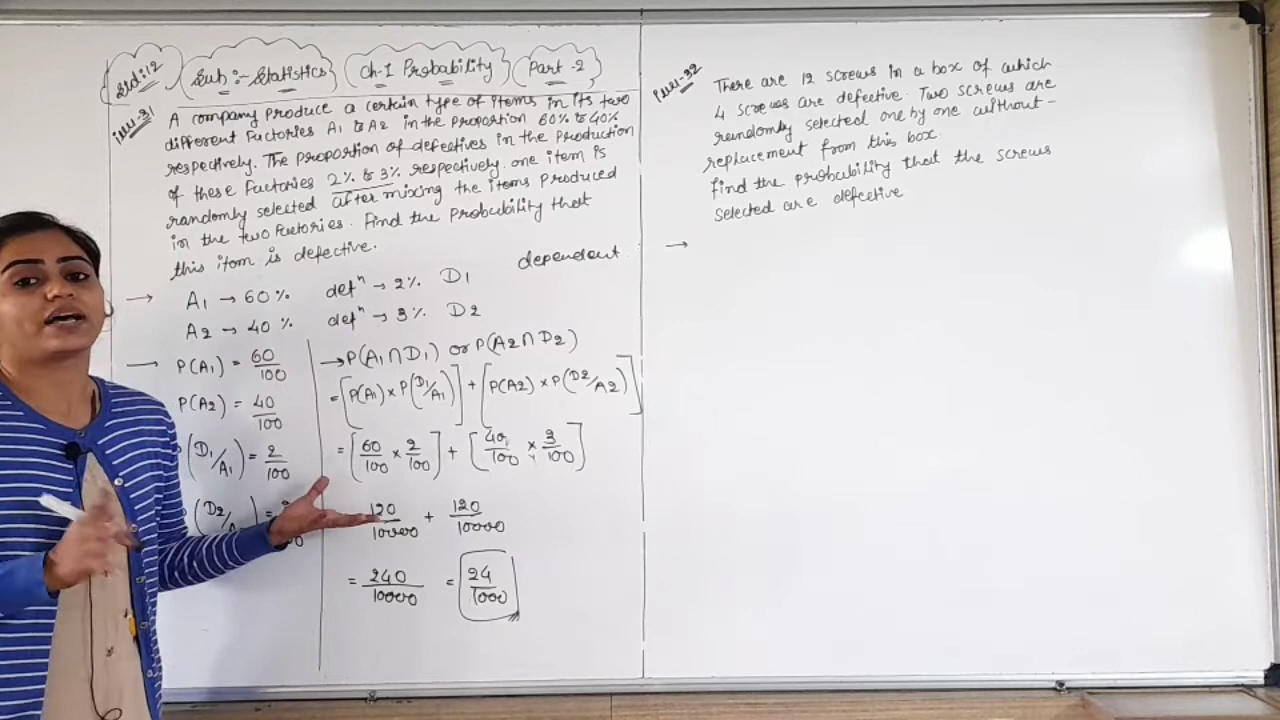 Std:12
Sub :- Statistics
Ch-1 Probability
Part-2
A company produce a certain type of items in its two
different factories A1 & A2 in the proportion 60% & 40%
respectively. The proportion of defectives in the production
of these factories 2% & 3% respectively. one item is
randomly selected after mixing the items produced
in the two factories. Find the probability that
this item is defective.
dependent
→ A1 → 60% defⁿ → 2% D1
A2 → 40 % defⁿ → 3% D2
→ P(A1) = 60/100
P(A2) = 40/100
(D1/A1) = 2/100
→ P(A1 ∩ D1) or P(A2 ∩ D2)
= [P(A1) × P(D1/A1)] + [P(A2) × P(D2/A2)]
= [60/100 × 2/100] + [40/100 × 3/100]
120/10000 + 120/10000
= 240/10000 = 24/1000
There are 12 screws in a box of which
4 screws are defective. Two screws are
randomly selected one by one without-
replacement from this box.
Find the probability that the screws
selected are defective
→